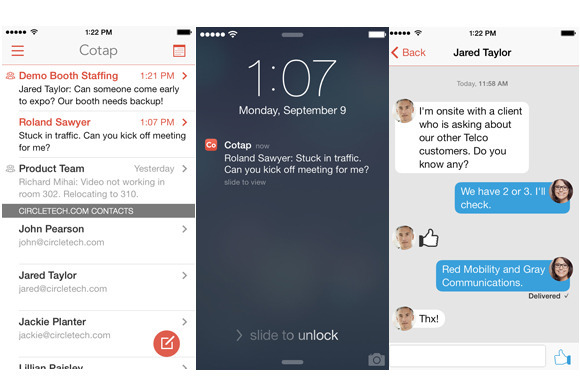 1:22 PM
Cotap
Demo Booth Staffing 1:21 PM
Jared Taylor: Can someone come early
to expo? Our booth needs backup!
Roland Sawyer 1:07 PM
Stuck in traffic. Can you kick off meeting
for me?
Product Team Yesterday
Richard Mihai: Video not working in
room 302. Relocating to 310.
CIRCLETECH.COM CONTACTS
John Pearson
john@circletech.com
Jared Taylor
jared@circletech.com
Jackie Planter
jackie@circletech.com
Lillian Paisley
1:07
Monday, September 9
Co
Cotap now
Roland Sawyer: Stuck in traffic.
Can you kick off meeting for me?
slide to view
slide to unlock
1:22 PM
Back Jared Taylor
Today, 11:58 AM
I'm onsite with a client
who is asking about
our other Telco
customers. Do you
know any?
We have 2 or 3. I'll
check.
Red Mobility and Gray
Communications.
Delivered ✓
Thx!